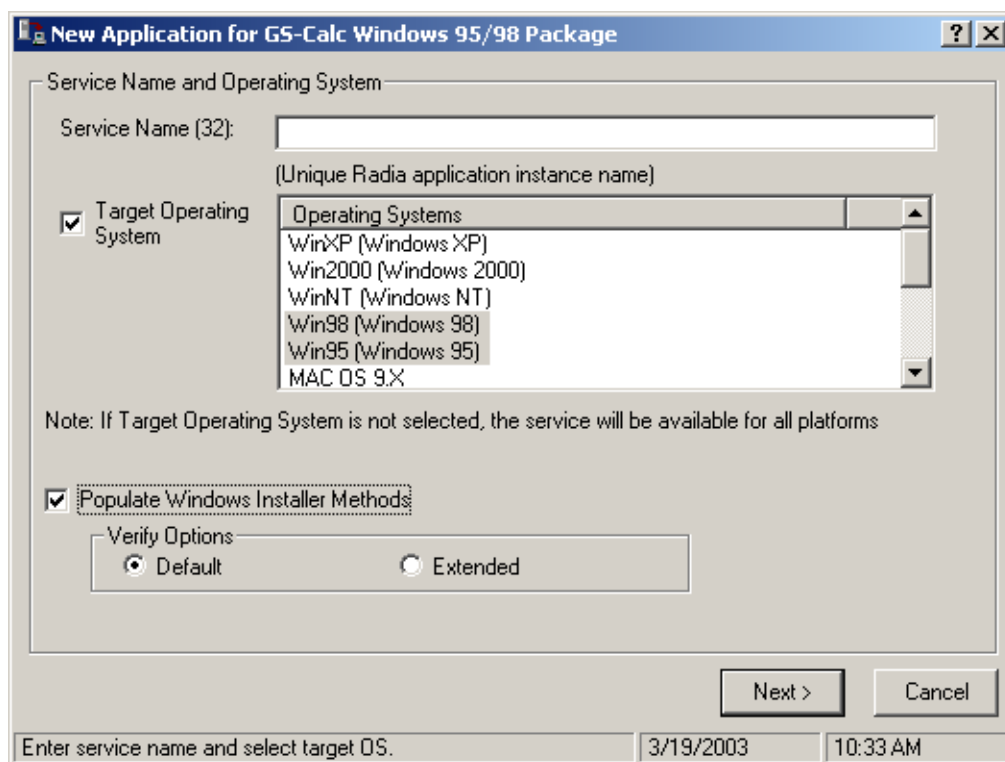 New Application for GS-Calc Windows 95/98 Package
Service Name and Operating System
Service Name (32):
(Unique Radia application instance name)
Target Operating
System
Operating Systems
WinXP (Windows XP)
Win2000 (Windows 2000)
WinNT (Windows NT)
Win98 (Windows 98)
Win95 (Windows 95)
MAC OS 9.X
Note: If Target Operating System is not selected, the service will be available for all platforms
Populate Windows Installer Methods
Verify Options
Default Extended
Next > Cancel
Enter service name and select target OS. 3/19/2003 10:33 AM